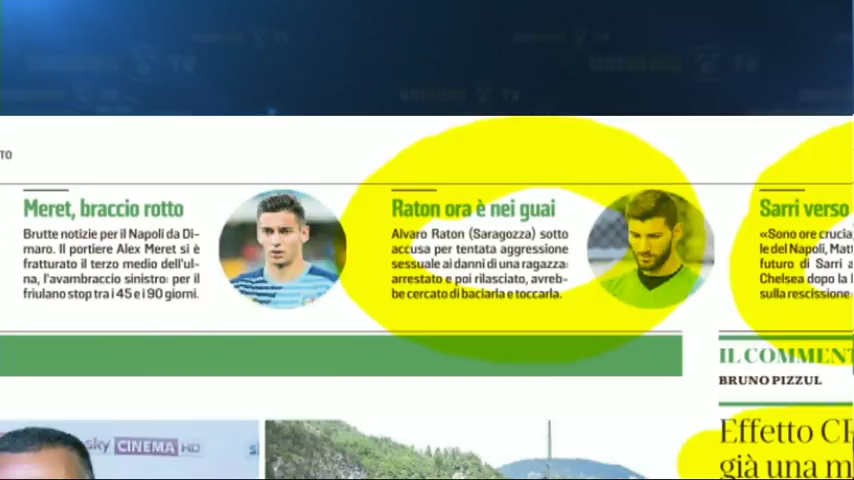 TO
Meret, braccio rotto
Brutte notizie per il Napoli da Di-
maro. Il portiere Alex Meret si è
fratturato il terzo medio dell'ul-
na, l'avambraccio sinistro: per il
friulano stop tra i 45 e i 90 giorni.
Raton ora è nei guai
Alvaro Raton (Saragozza) sotto
accusa per tentata aggressione
sessuale ai danni di una ragazza:
arrestato e poi rilasciato, avreb-
be cercato di baciarla e toccarla.
Sarri verso
«Sono ore crucia
le del Napoli, Matt
futuro di Sarri a
Chelsea dopo la
sulla rescissione
IL COMMENT
BRUNO PIZZUL
Effetto CR
già una m
sky CINEMA HD
s